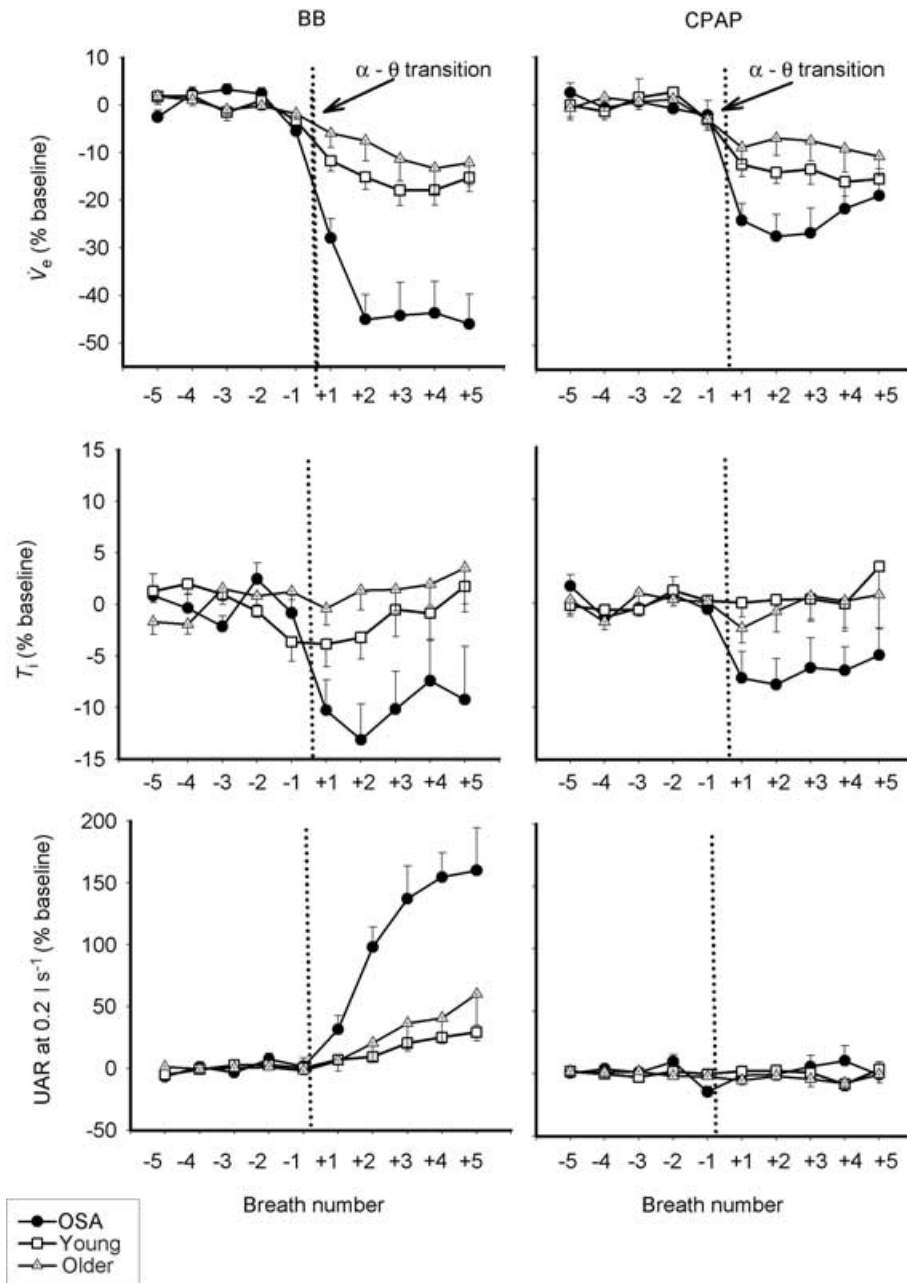 BB
CPAP
α - θ transition
α - θ transition
V̇e (% baseline)
10
0
-10
-20
-30
-40
-50
-5 -4 -3 -2 -1 +1 +2 +3 +4 +5
-5 -4 -3 -2 -1 +1 +2 +3 +4 +5
Ti (% baseline)
15
10
5
0
-5
-10
-15
-5 -4 -3 -2 -1 +1 +2 +3 +4 +5
-5 -4 -3 -2 -1 +1 +2 +3 +4 +5
UAR at 0.2 l s⁻¹ (% baseline)
200
150
100
50
0
-50
-5 -4 -3 -2 -1 +1 +2 +3 +4 +5
-5 -4 -3 -2 -1 +1 +2 +3 +4 +5
Breath number
Breath number
OSA
Young
Older